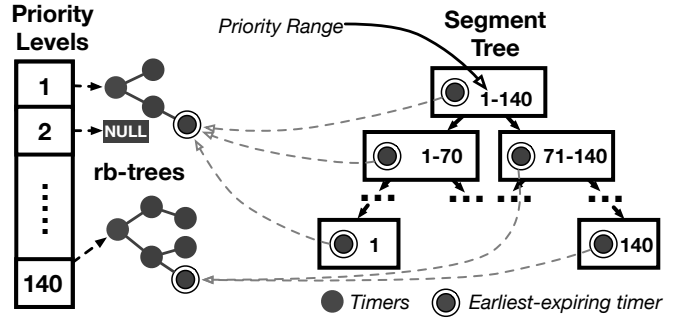 Priority
Levels
1
2
140
NULL
rb-trees
Priority Range
Segment
Tree
1-140
1-70
71-140
1
140
Timers
Earliest-expiring timer